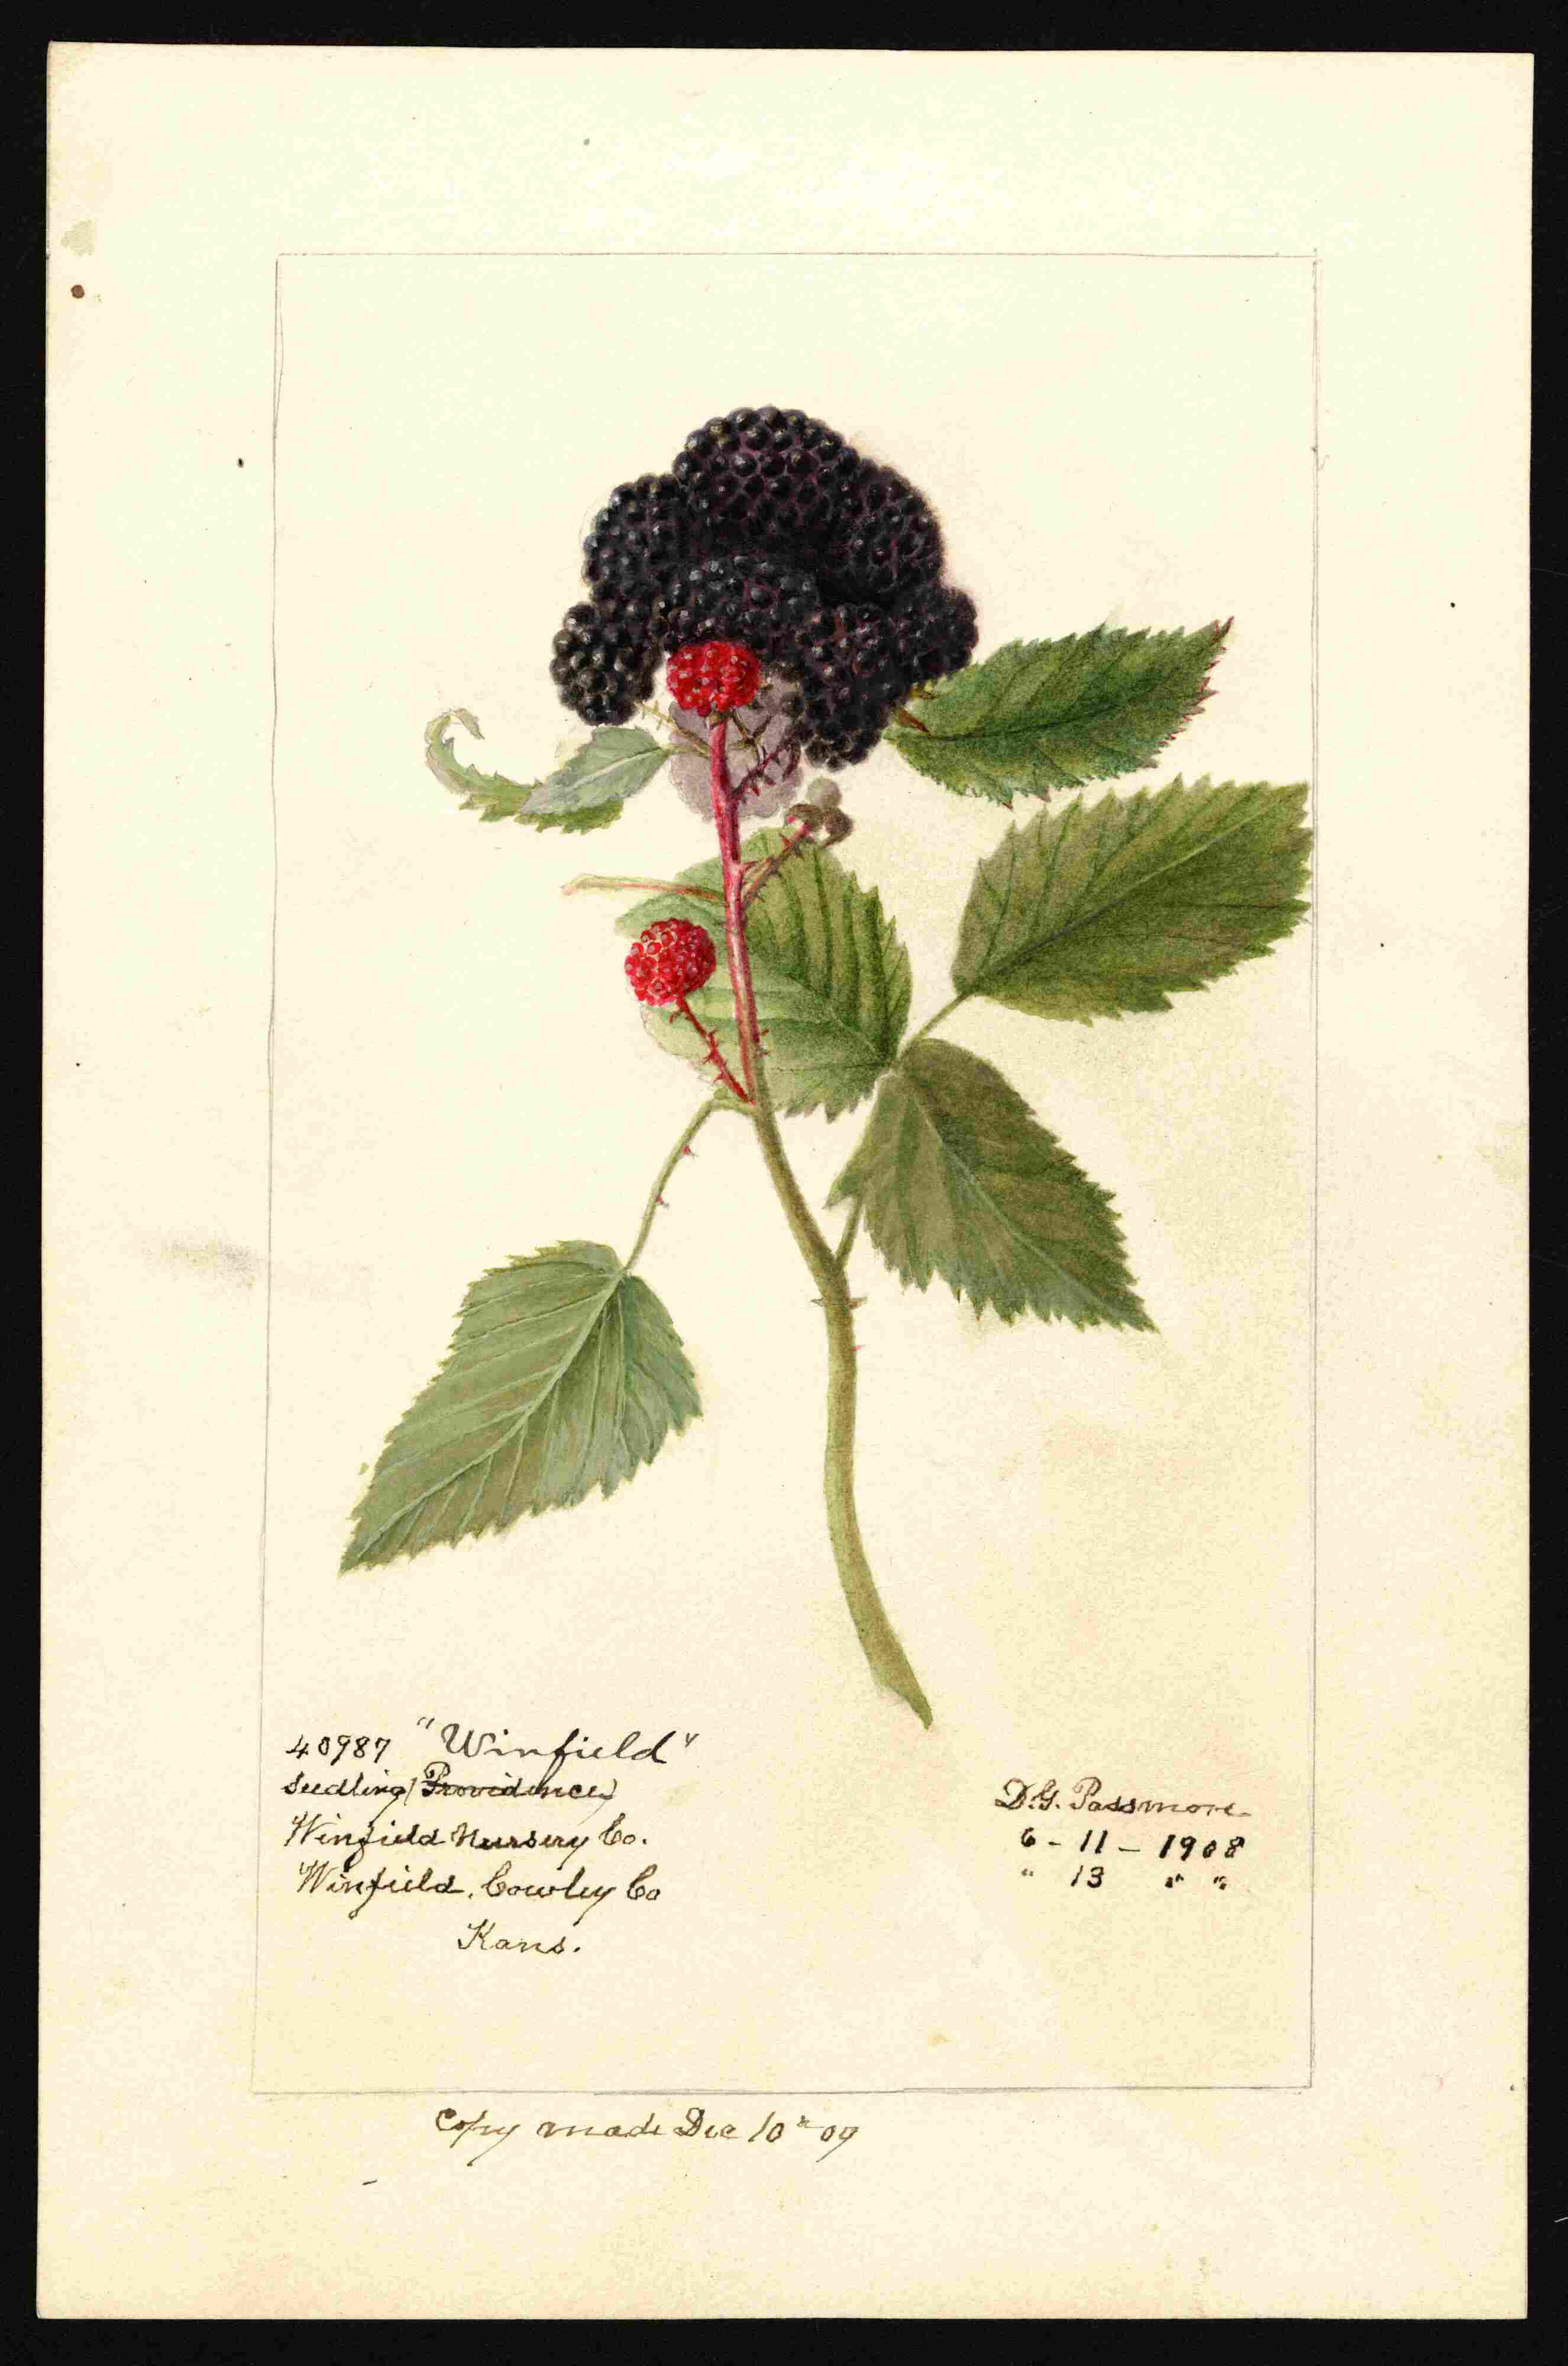 40987 "Winfield"
Seedling (Providence)
Winfield Nursery Co.
Winfield, Cowley Co
Kans.
D.G. Passmore
6 - 11 - 1908
" 13 " "
Copy made Dec 10 09